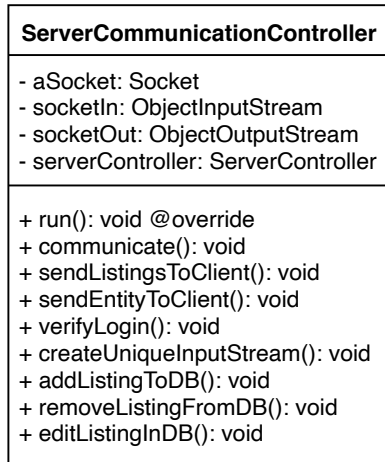 ServerCommunicationController
- aSocket: Socket
- socketIn: ObjectInputStream
- socketOut: ObjectOutputStream
- serverController: ServerController
+ run(): void @override
+ communicate(): void
+ sendListingsToClient(): void
+ sendEntityToClient(): void
+ verifyLogin(): void
+ createUniqueInputStream(): void
+ addListingToDB(): void
+ removeListingFromDB(): void
+ editListingInDB(): void